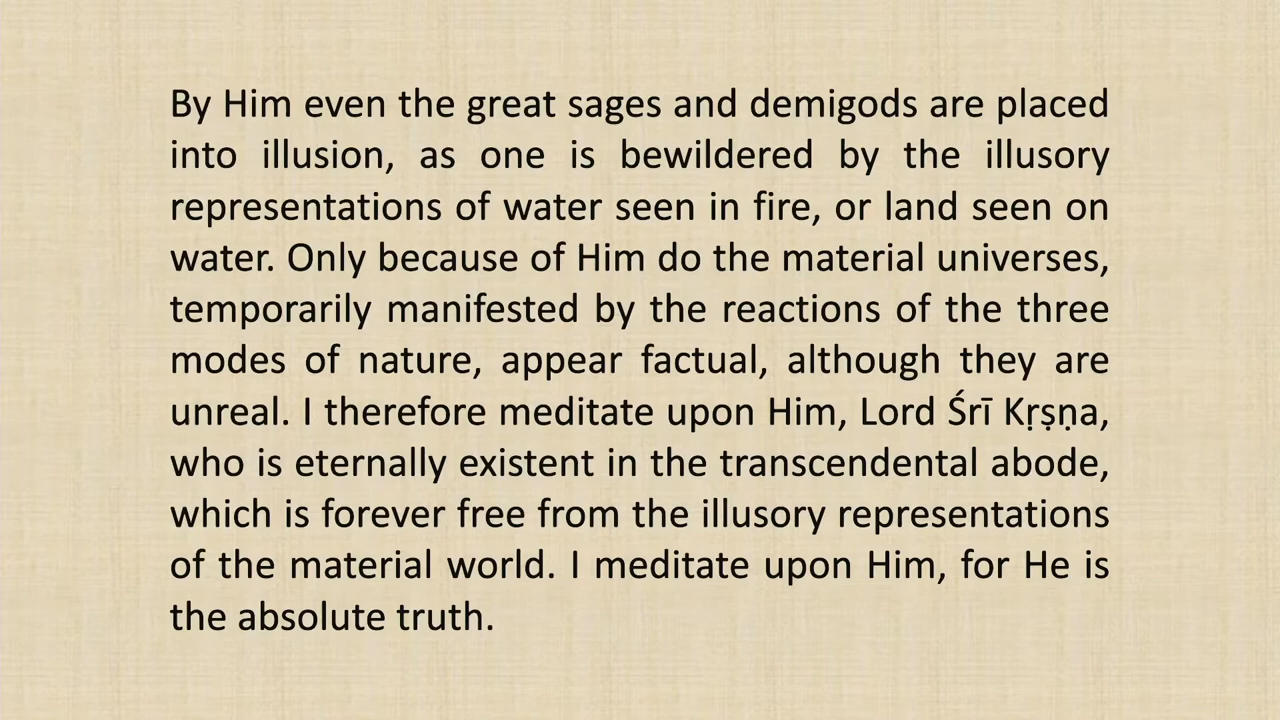 By Him even the great sages and demigods are placed
into illusion, as one is bewildered by the illusory
representations of water seen in fire, or land seen on
water. Only because of Him do the material universes,
temporarily manifested by the reactions of the three
modes of nature, appear factual, although they are
unreal. I therefore meditate upon Him, Lord Śrī Kṛṣṇa,
who is eternally existent in the transcendental abode,
which is forever free from the illusory representations
of the material world. I meditate upon Him, for He is
the absolute truth.